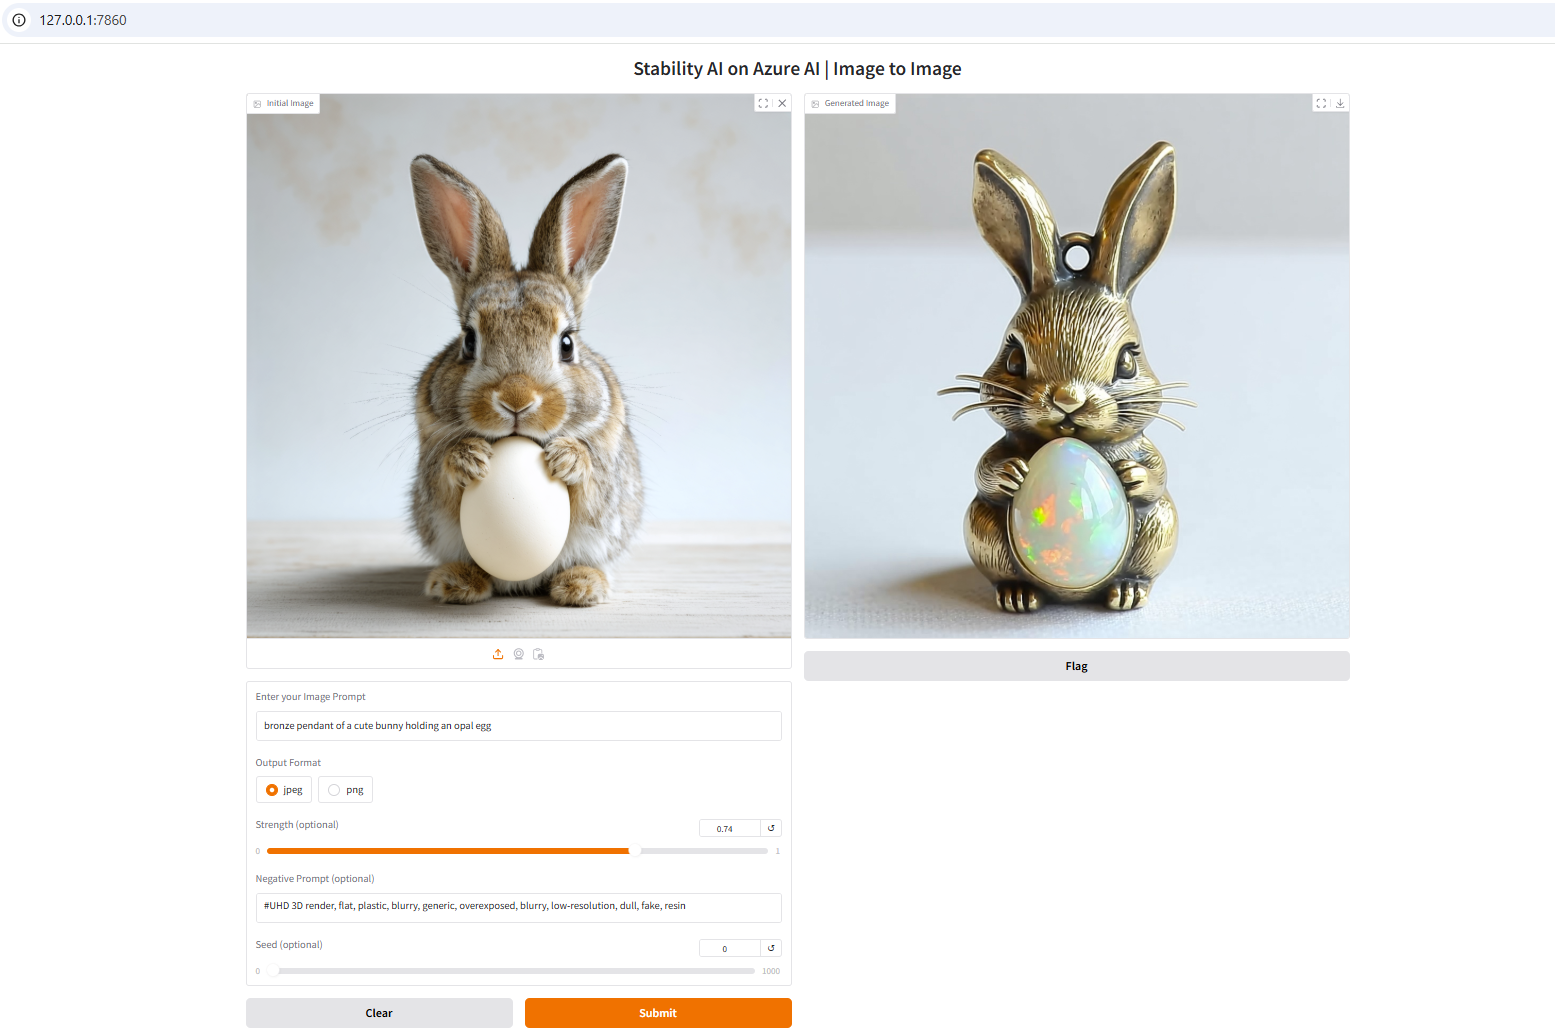 127.0.0.1:7860
Stability AI on Azure AI | Image to Image
Initial Image
Generated Image
Flag
Enter your Image Prompt
bronze pendant of a cute bunny holding an opal egg
Output Format
jpeg
png
Strength (optional)
0.74
0
1
Negative Prompt (optional)
#UHD 3D render, flat, plastic, blurry, generic, overexposed, blurry, low-resolution, dull, fake, resin
Seed (optional)
0
0
1000
Clear
Submit